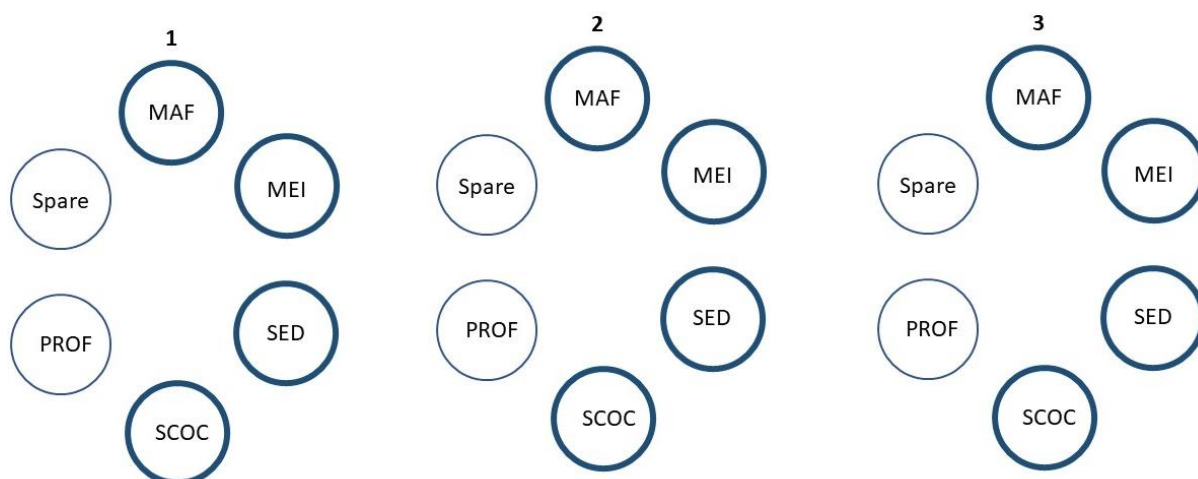 1
MAF
MEI
Spare
PROF
SED
SCOC
2
MAF
MEI
Spare
PROF
SED
SCOC
3
MAF
MEI
Spare
PROF
SED
SCOC